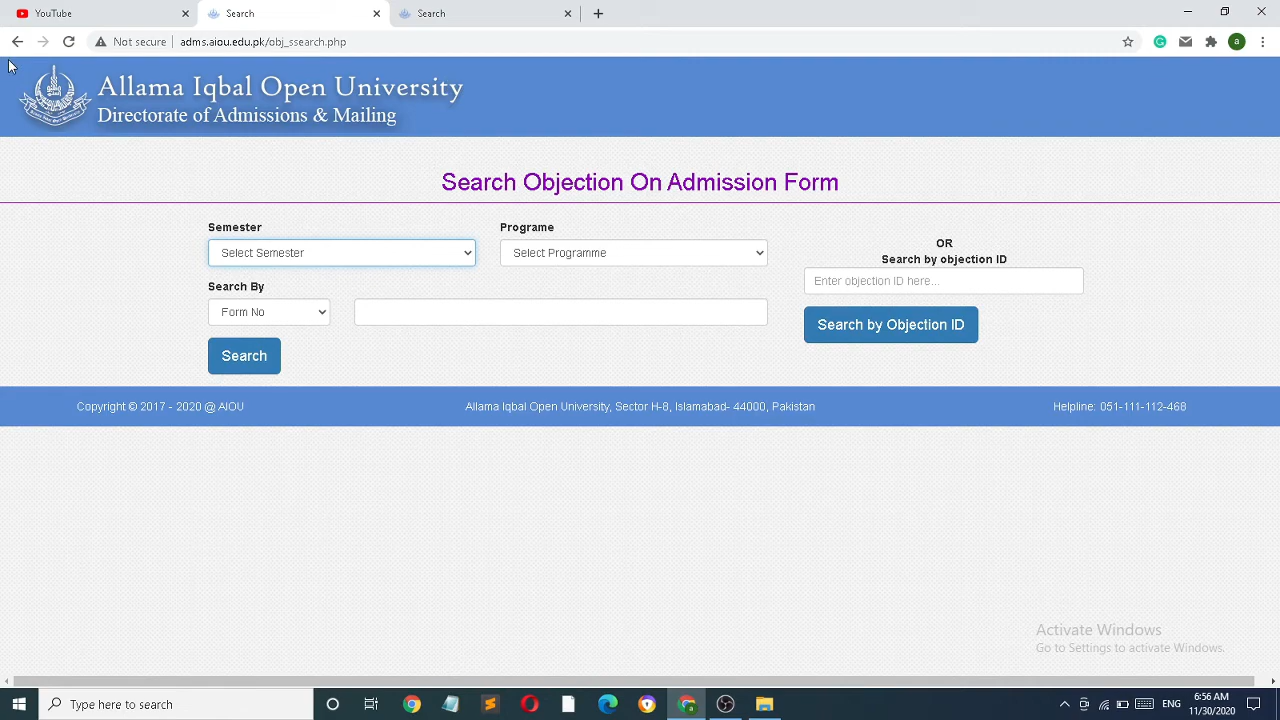 YouTube
Search
Search
Not secure
adms.aiou.edu.pk/obj_ssearch.php
a
Allama Iqbal Open University
Directorate of Admissions & Mailing
Search Objection On Admission Form
Semester
Programe
Select Semester
Select Programme
OR
Search by objection ID
Enter objection ID here...
Search By
Form No
Search by Objection ID
Search
Copyright © 2017 - 2020 @ AIOU
Allama Iqbal Open University, Sector H-8, Islamabad- 44000, Pakistan
Helpline: 051-111-112-468
Activate Windows
Go to Settings to activate Windows.
Type here to search
ENG
6:56 AM
11/30/2020